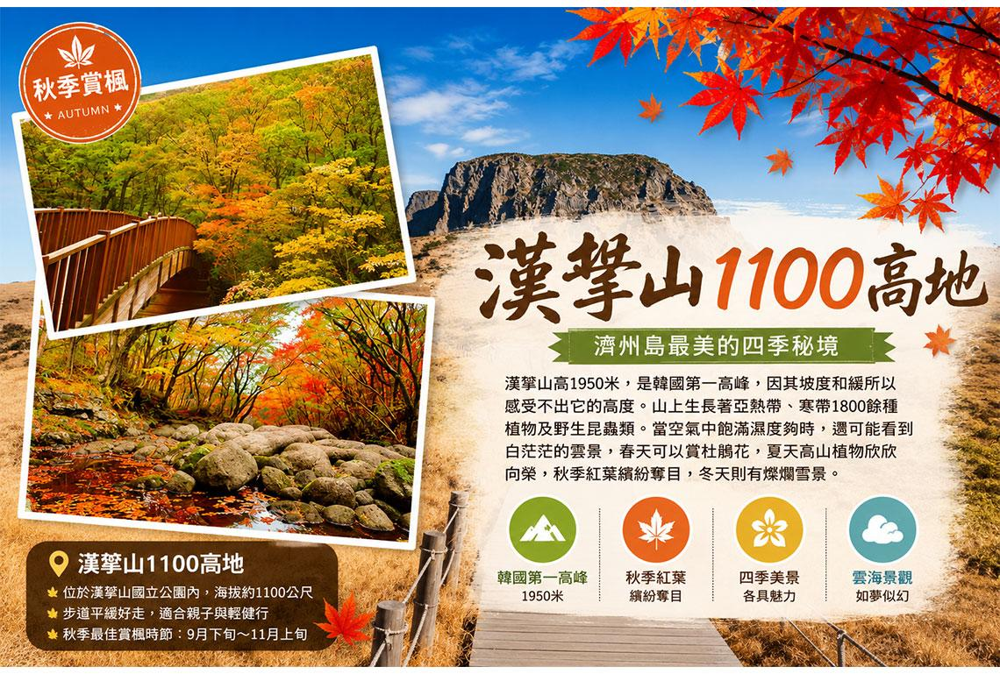 秋季賞楓
AUTUMN
漢拏山1100高地
濟州島最美的四季秘境
漢拏山高1950米，是韓國第一高峰，因其坡度和緩所以
感受不出它的高度。山上生長著亞熱帶、寒帶1800餘種
植物及野生昆蟲類。當空氣中飽滿濕度夠時，還可能看到
白茫茫的雲景，春天可以賞杜鵑花，夏天高山植物欣欣
向榮，秋季紅葉繽紛奪目，冬天則有燦爛雪景。
韓國第一高峰
1950米
秋季紅葉
繽紛奪目
四季美景
各具魅力
雲海景觀
如夢似幻
漢拏山1100高地
位於漢拏山國立公園內，海拔約1100公尺
步道平緩好走，適合親子與輕健行
秋季最佳賞楓時節：9月下旬～11月上旬